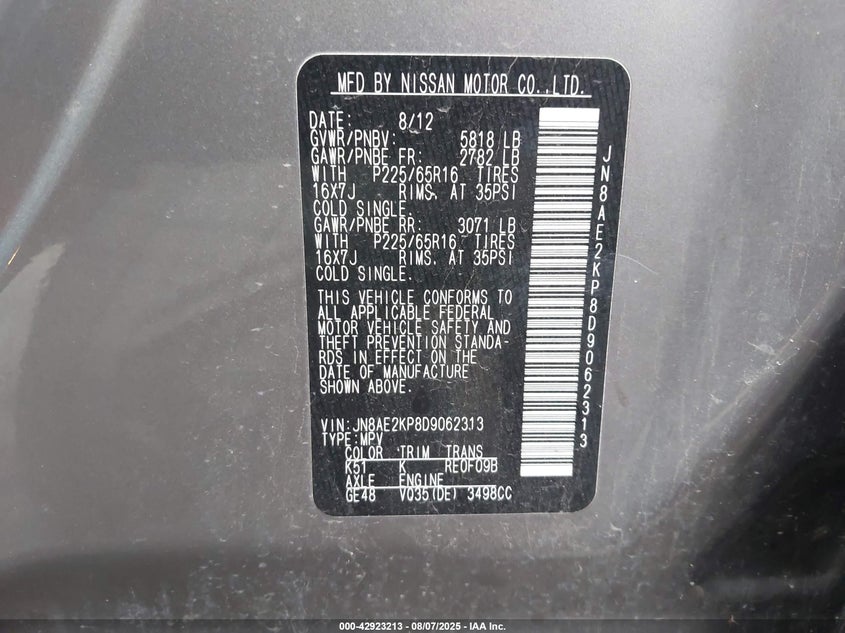 MFD BY NISSAN MOTOR CO.,LTD.
DATE: 8/12
GVWR/PNBV: 5818 LB
GAWR/PNBE FR: 2782 LB
WITH P225/65R16 TIRES
16X7J RIMS, AT 35PSI
COLD SINGLE.
GAWR/PNBE RR: 3071 LB
WITH P225/65R16 TIRES
16X7J RIMS, AT 35PSI
COLD SINGLE.
THIS VEHICLE CONFORMS TO
ALL APPLICABLE FEDERAL
MOTOR VEHICLE SAFETY AND
THEFT PREVENTION STANDA-
RDS IN EFFECT ON THE
DATE OF MANUFACTURE
SHOWN ABOVE.
VIN: JN8AE2KP8D9062313
TYPE: MPV
COLOR TRIM TRANS
K51 K RE0F09B
AXLE ENGINE
GE48 VQ35(DE) 3498CC
JN8AE2KP8D9062313
000-42923213 - 08/07/2025 - IAA Inc.